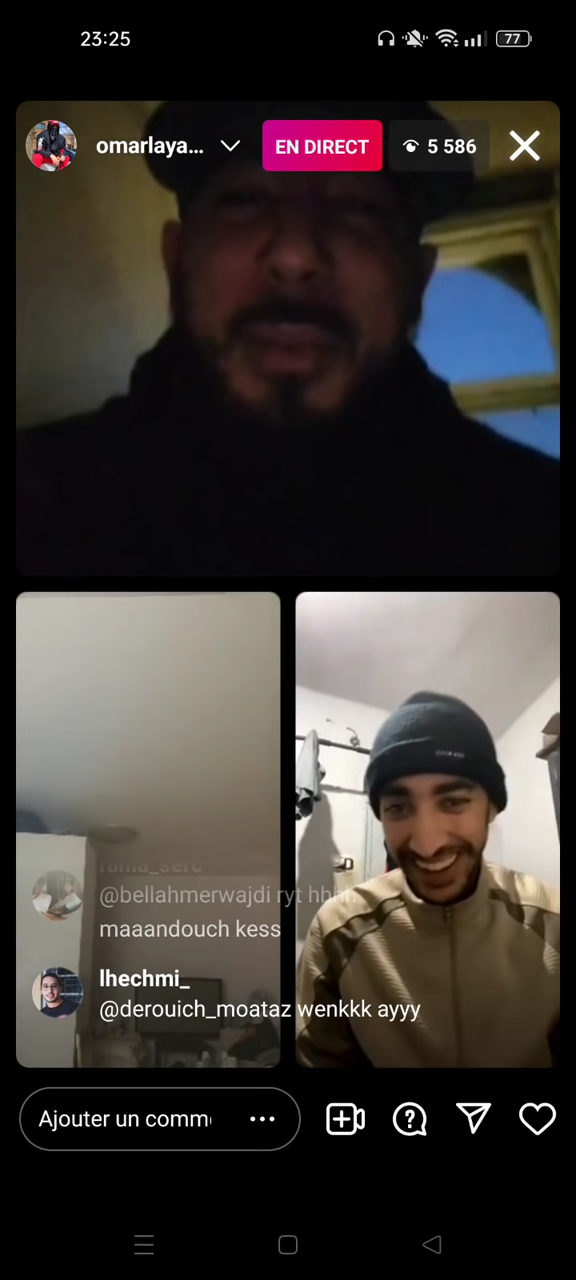 23:25
77
omarlaya...
EN DIRECT
5 586
rania_serc
@bellahmerwajdi ryt hhhh
maaandouch kess
lhechmi_
@derouich_moataz wenkkk ayyy
Ajouter un comm